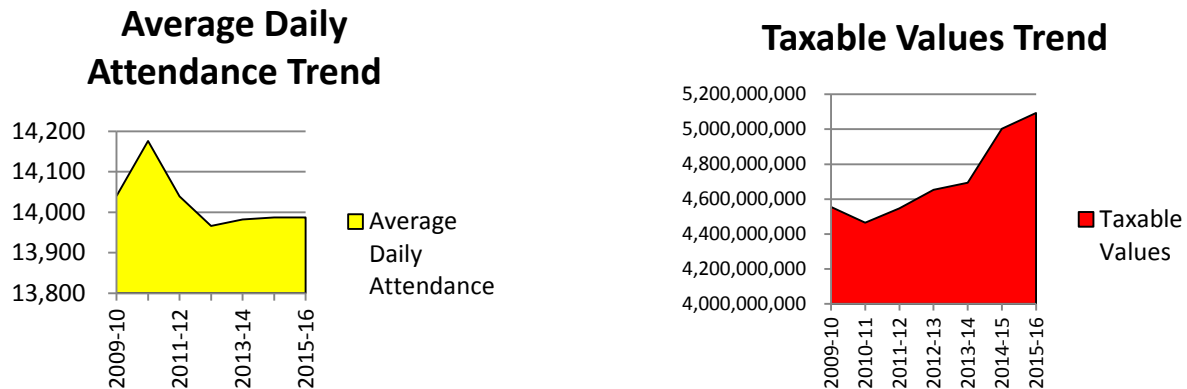 Average Daily
Attendance Trend
14,200
14,100
14,000
13,900
13,800
2009-10
2011-12
2013-14
2015-16
Average
Daily
Attendance
Taxable Values Trend
5,200,000,000
5,000,000,000
4,800,000,000
4,600,000,000
4,400,000,000
4,200,000,000
4,000,000,000
2009-10
2010-11
2011-12
2012-13
2013-14
2014-15
2015-16
Taxable
Values